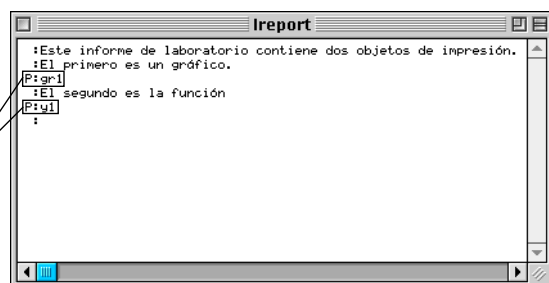 lreport
:Este informe de laboratorio contiene dos objetos de impresión.
:El primero es un gráfico.
P:gr1
:El segundo es la función
P:y1
: